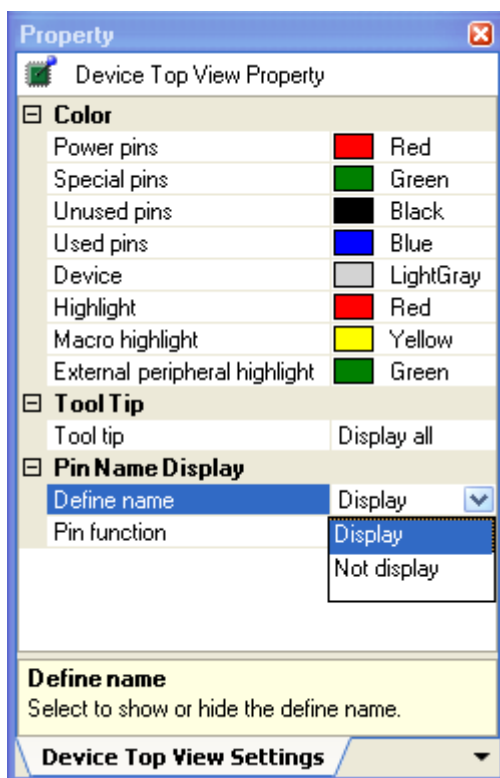 Property
Device Top View Property
Color
Power pins Red
Special pins Green
Unused pins Black
Used pins Blue
Device LightGray
Highlight Red
Macro highlight Yellow
External peripheral highlight Green
Tool Tip
Tool tip Display all
Pin Name Display
Define name Display
Pin function Display
Not display
Define name
Select to show or hide the define name.
Device Top View Settings